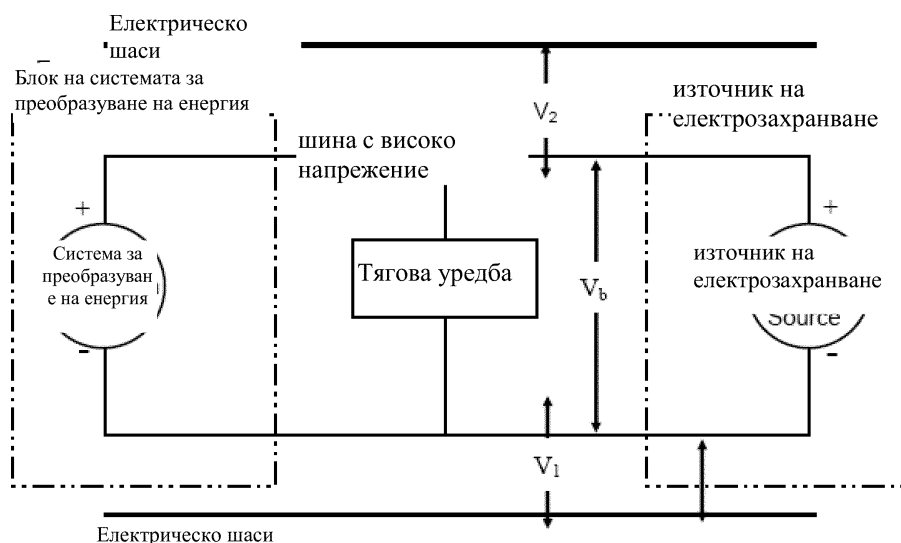 Електрическо
шаси
Блок на системата за
преобразуване на енергия
източник на
електрозахранване
V2
шина с високо
напрежение
+
+
Система за
преобразуван
е на енергия
Тягова уредба
Vb
източник на
електрозахранване
Source
-
-
V1
Електрическо шаси